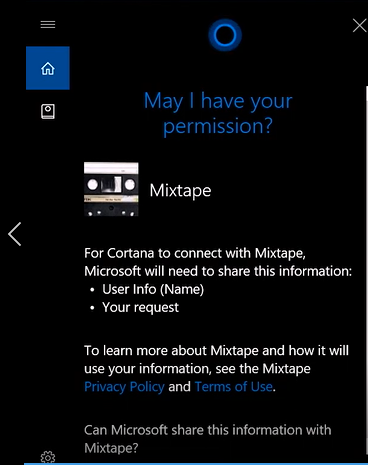 May I have your
permission?
Mixtape
For Cortana to connect with Mixtape,
Microsoft will need to share this information:
• User Info (Name)
• Your request
To learn more about Mixtape and how it will
use your information, see the Mixtape
Privacy Policy and Terms of Use.
Can Microsoft share this information with
Mixtape?